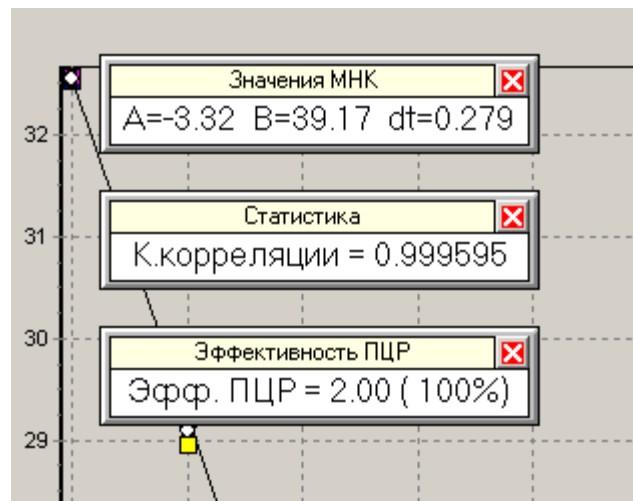 Значения МНК
A=-3.32 B=39.17 dt=0.279
32
Статистика
31
К.корреляции = 0.999595
30
Эффективность ПЦР
Эфф. ПЦР = 2.00 ( 100%)
29